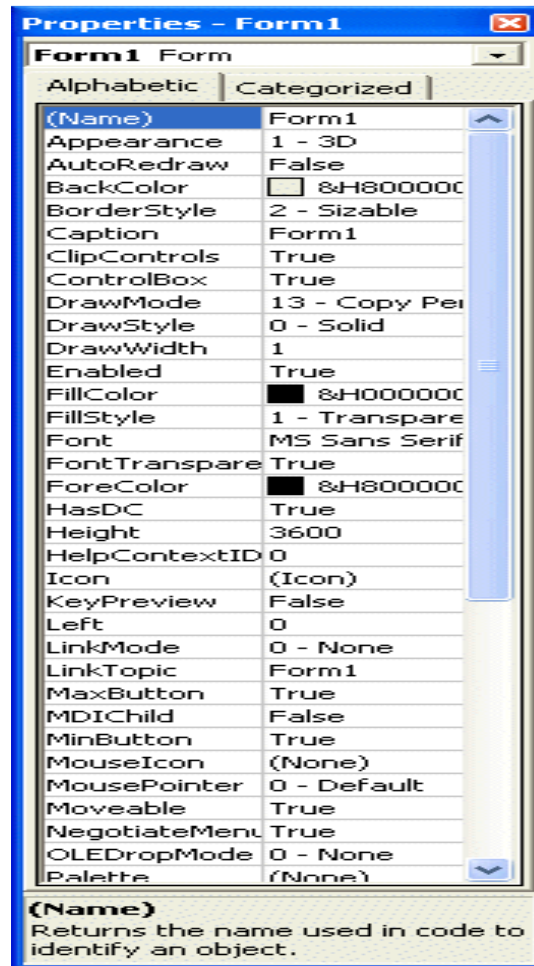 Properties - Form1
Form1 Form
Alphabetic Categorized
(Name) Form1
Appearance 1 - 3D
AutoRedraw False
BackColor &H800000
BorderStyle 2 - Sizable
Caption Form1
ClipControls True
ControlBox True
DrawMode 13 - Copy Pe
DrawStyle 0 - Solid
DrawWidth 1
Enabled True
FillColor &H000000
FillStyle 1 - Transpare
Font MS Sans Serif
FontTranspare True
ForeColor &H800000
HasDC True
Height 3600
HelpContextID 0
Icon (Icon)
KeyPreview False
Left 0
LinkMode 0 - None
LinkTopic Form1
MaxButton True
MDIChild False
MinButton True
MouseIcon (None)
MousePointer 0 - Default
Moveable True
NegotiateMenu True
OLEDropMode 0 - None
Palette (None)
(Name)
Returns the name used in code to
identify an object.